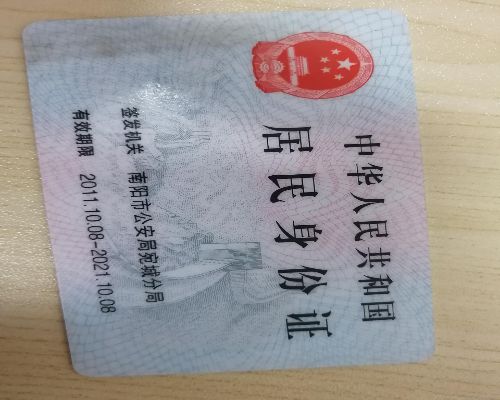 中华人民共和国
居民身份证
签发机关 南阳市公安局宛城分局
有效期限 2011.10.08-2021.10.08